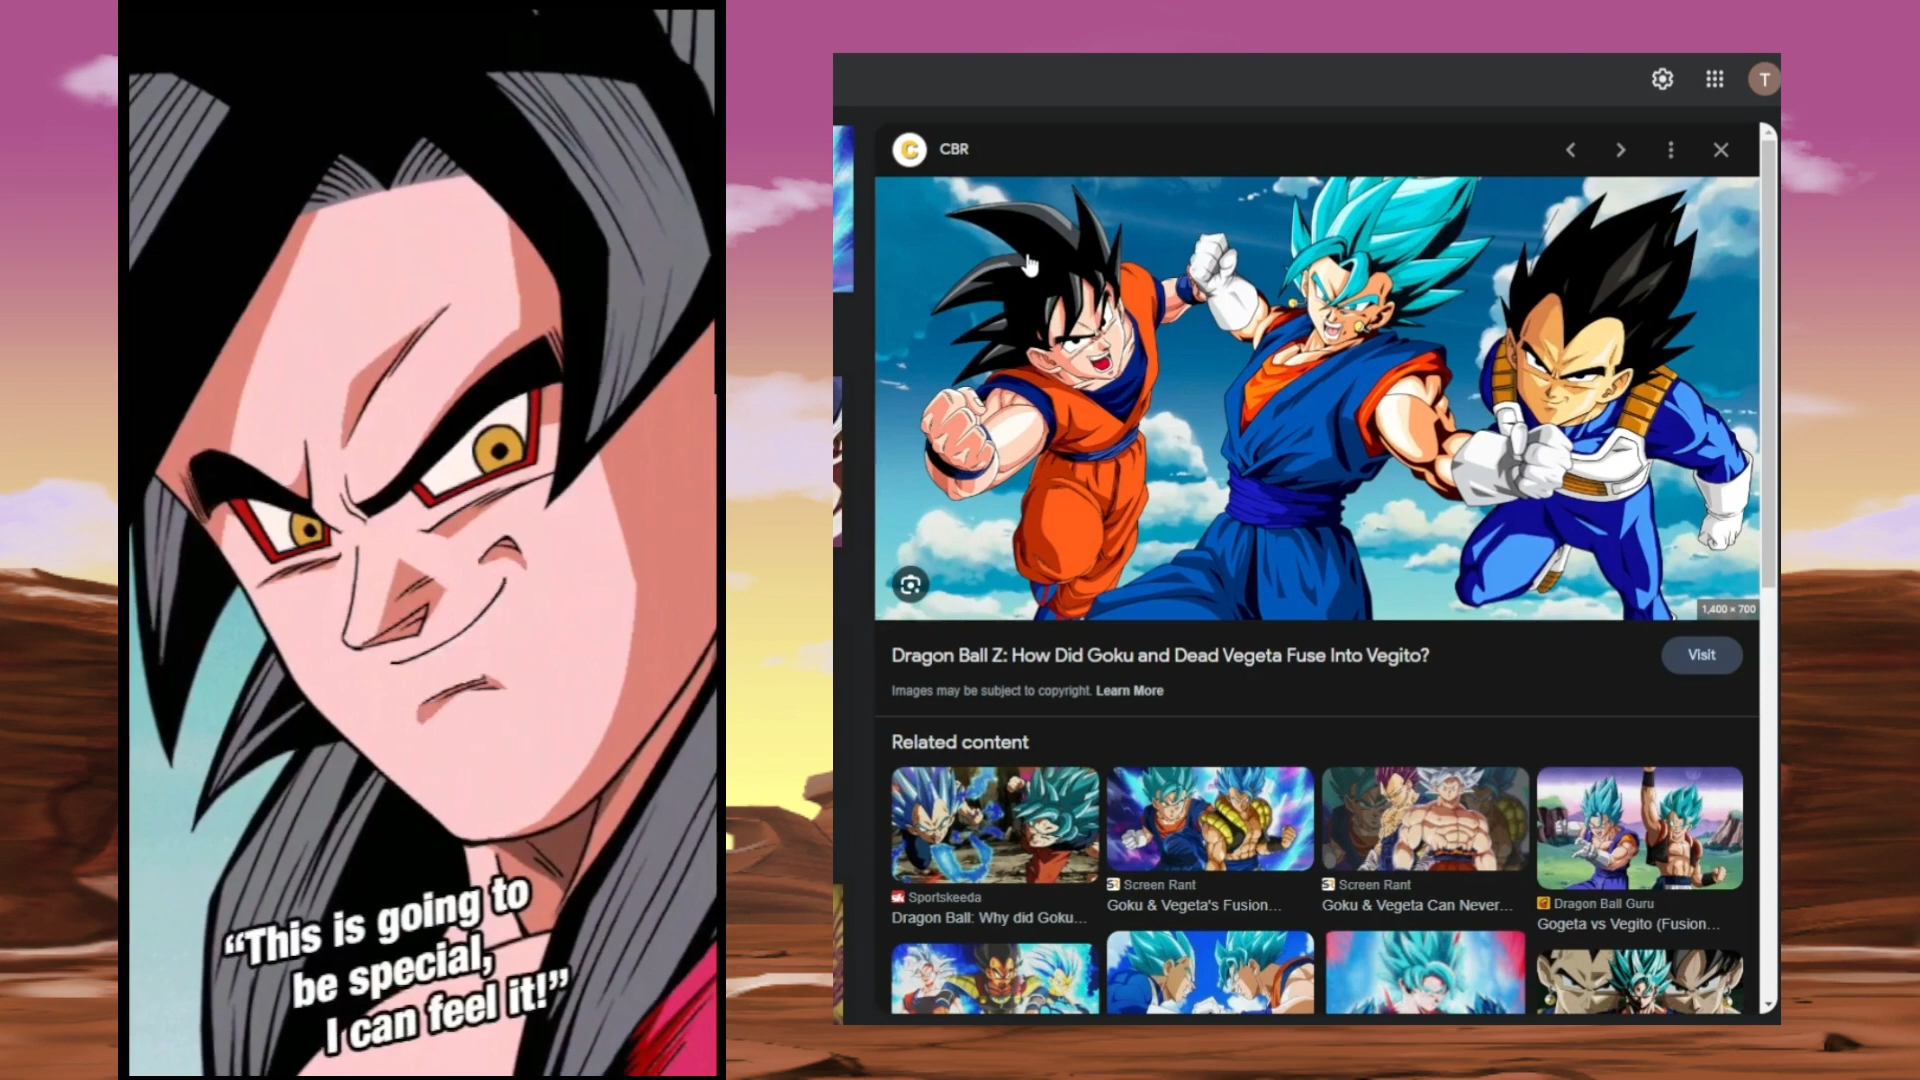 “This is going to
be special,
I can feel it!”
T
C
CBR
1,400 × 700
Dragon Ball Z: How Did Goku and Dead Vegeta Fuse Into Vegito?
Visit
Images may be subject to copyright. Learn More
Related content
sk Sportskeeda
Dragon Ball: Why did Goku...
Screen Rant
Goku & Vegeta's Fusion...
Screen Rant
Goku & Vegeta Can Never...
Dragon Ball Guru
Gogeta vs Vegito (Fusion...